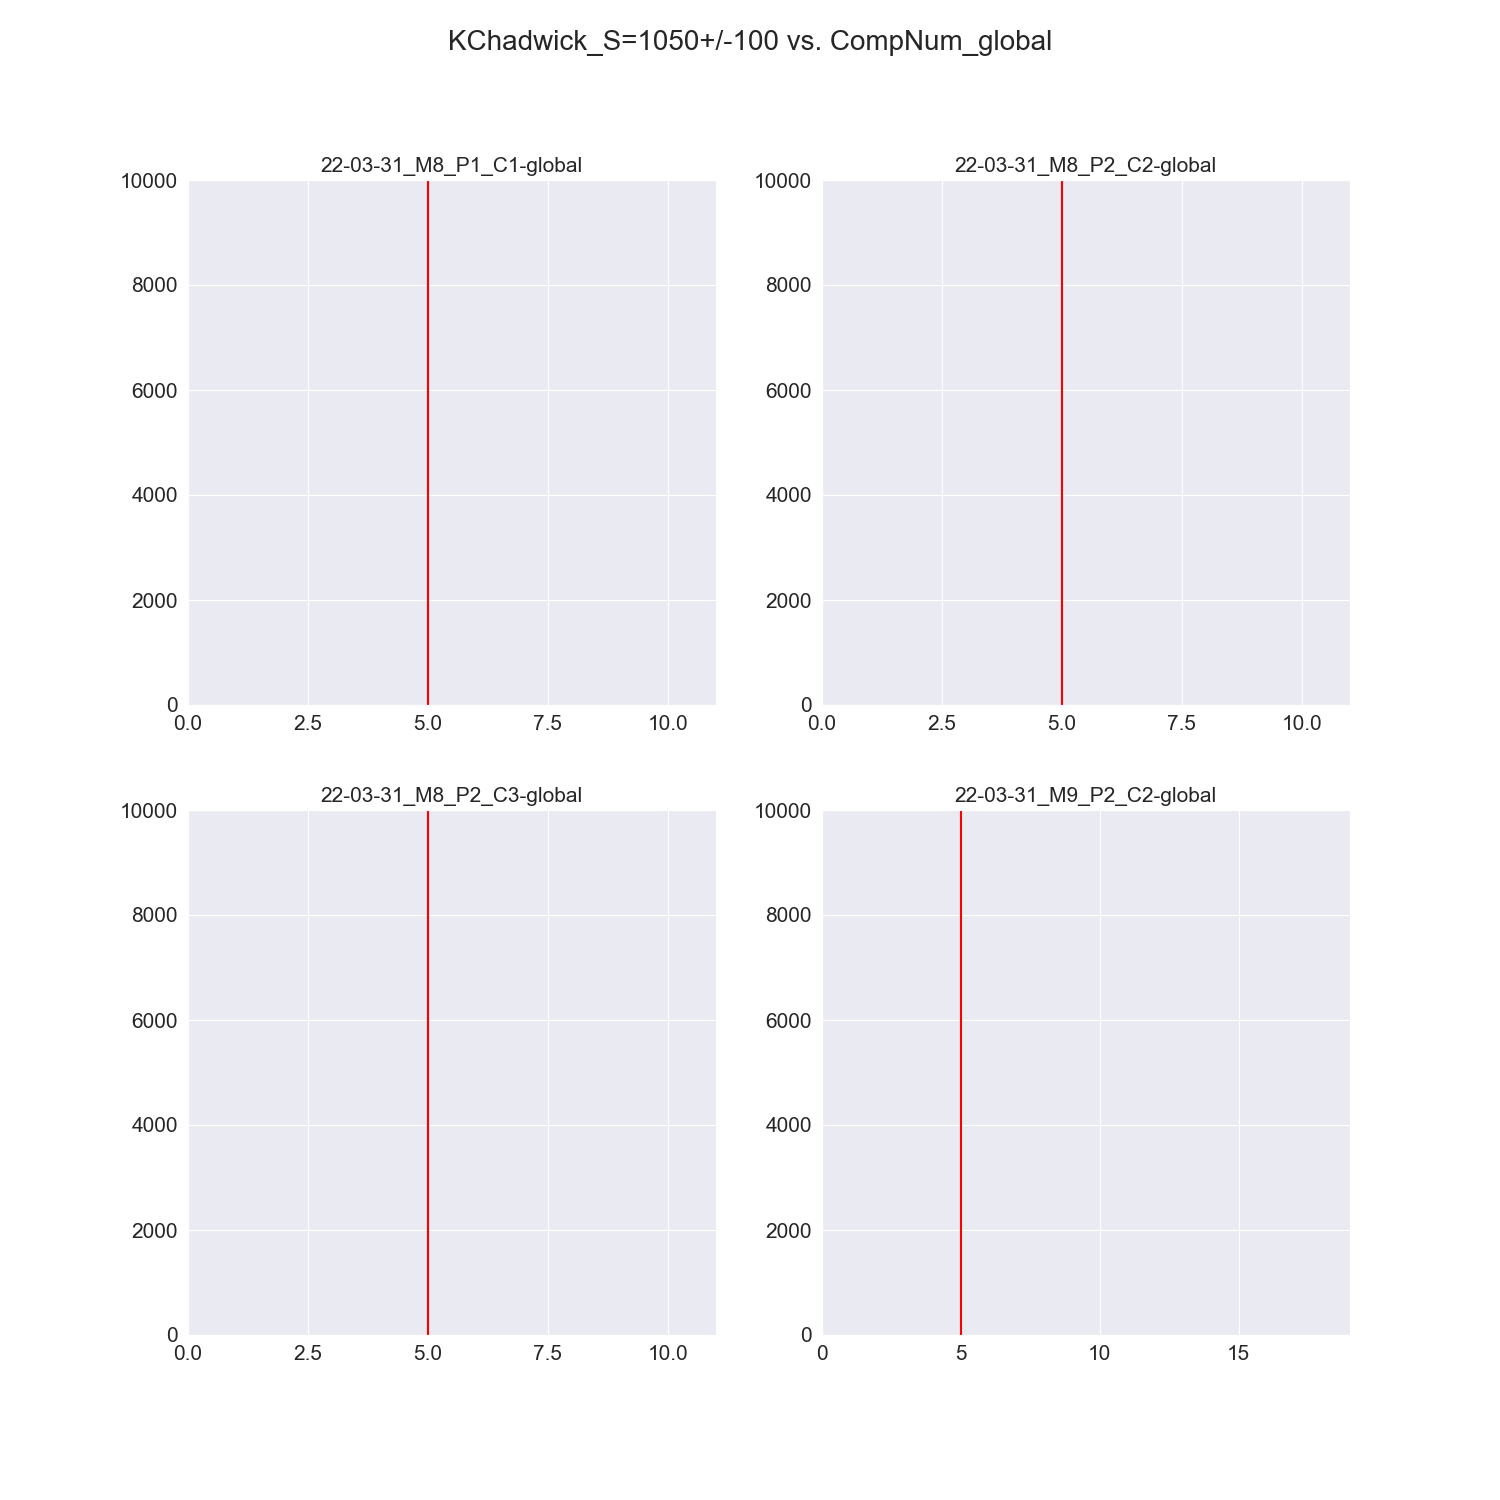 KChadwick_S=1050+/-100 vs. CompNum_global
22-03-31_M8_P1_C1-global
10000
8000
6000
4000
2000
0
0.0 2.5 5.0 7.5 10.0
22-03-31_M8_P2_C2-global
10000
8000
6000
4000
2000
0
0.0 2.5 5.0 7.5 10.0
22-03-31_M8_P2_C3-global
10000
8000
6000
4000
2000
0
0.0 2.5 5.0 7.5 10.0
22-03-31_M9_P2_C2-global
10000
8000
6000
4000
2000
0
0 5 10 15